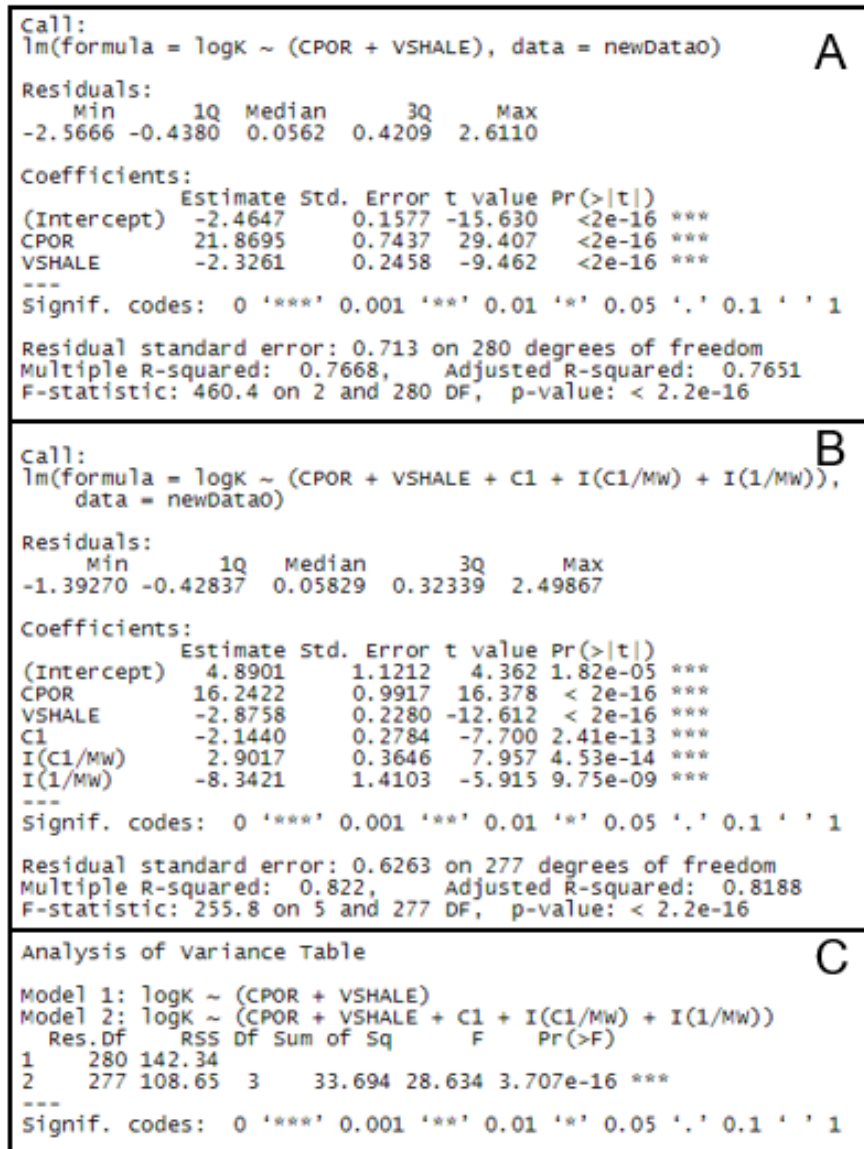 Call:
lm(formula = logK ~ (CPOR + VSHALE), data = newDataO)
A
Residuals:
Min 1Q Median 3Q Max
-2.5666 -0.4380 0.0562 0.4209 2.6110
Coefficients:
Estimate Std. Error t value Pr(>|t|)
(Intercept) -2.4647 0.1577 -15.630 <2e-16 ***
CPOR 21.8695 0.7437 29.407 <2e-16 ***
VSHALE -2.3261 0.2458 -9.462 <2e-16 ***
---
Signif. codes: 0 ‘***’ 0.001 ‘**’ 0.01 ‘*’ 0.05 ‘.’ 0.1 ‘ ’ 1
Residual standard error: 0.713 on 280 degrees of freedom
Multiple R-squared: 0.7668, Adjusted R-squared: 0.7651
F-statistic: 460.4 on 2 and 280 DF, p-value: < 2.2e-16
Call:
B
lm(formula = logK ~ (CPOR + VSHALE + C1 + I(C1/MW) + I(1/MW)),
data = newDataO)
Residuals:
Min 1Q Median 3Q Max
-1.39270 -0.42837 0.05829 0.32339 2.49867
Coefficients:
Estimate Std. Error t value Pr(>|t|)
(Intercept) 4.8901 1.1212 4.362 1.82e-05 ***
CPOR 16.2422 0.9917 16.378 < 2e-16 ***
VSHALE -2.8758 0.2280 -12.612 < 2e-16 ***
C1 -2.1440 0.2784 -7.700 2.41e-13 ***
I(C1/MW) 2.9017 0.3646 7.957 4.53e-14 ***
I(1/MW) -8.3421 1.4103 -5.915 9.75e-09 ***
---
Signif. codes: 0 ‘***’ 0.001 ‘**’ 0.01 ‘*’ 0.05 ‘.’ 0.1 ‘ ’ 1
Residual standard error: 0.6263 on 277 degrees of freedom
Multiple R-squared: 0.822, Adjusted R-squared: 0.8188
F-statistic: 255.8 on 5 and 277 DF, p-value: < 2.2e-16
Analysis of Variance Table
C
Model 1: logK ~ (CPOR + VSHALE)
Model 2: logK ~ (CPOR + VSHALE + C1 + I(C1/MW) + I(1/MW))
Res.Df RSS Df Sum of Sq F Pr(>F)
1 280 142.34
2 277 108.65 3 33.694 28.634 3.707e-16 ***
---
Signif. codes: 0 ‘***’ 0.001 ‘**’ 0.01 ‘*’ 0.05 ‘.’ 0.1 ‘ ’ 1